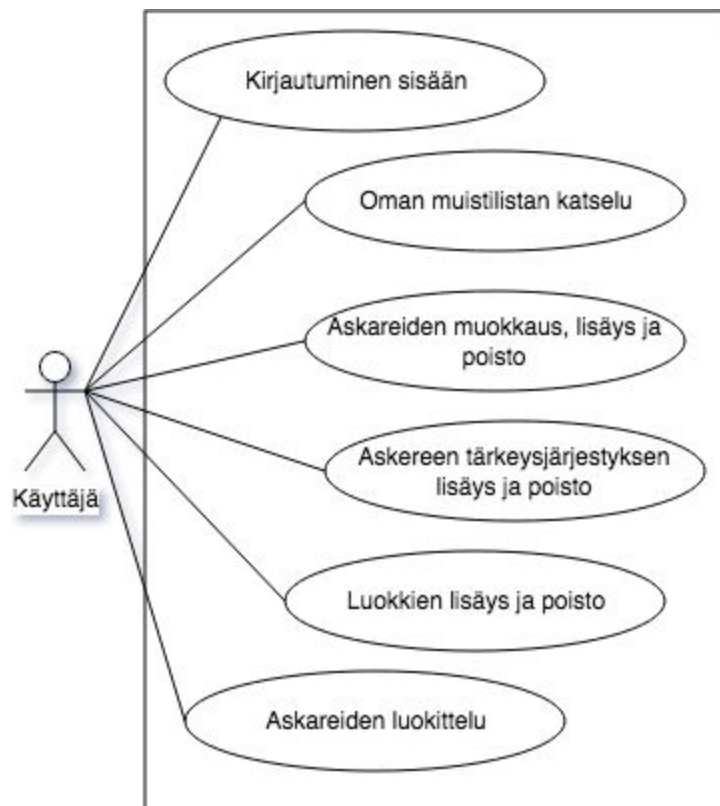 Kirjautuminen sisään
Oman muistilistan katselu
Askareiden muokkaus, lisäys ja
poisto
Askereen tärkeysjärjestyksen
lisäys ja poisto
Käyttäjä
Luokkien lisäys ja poisto
Askareiden luokittelu